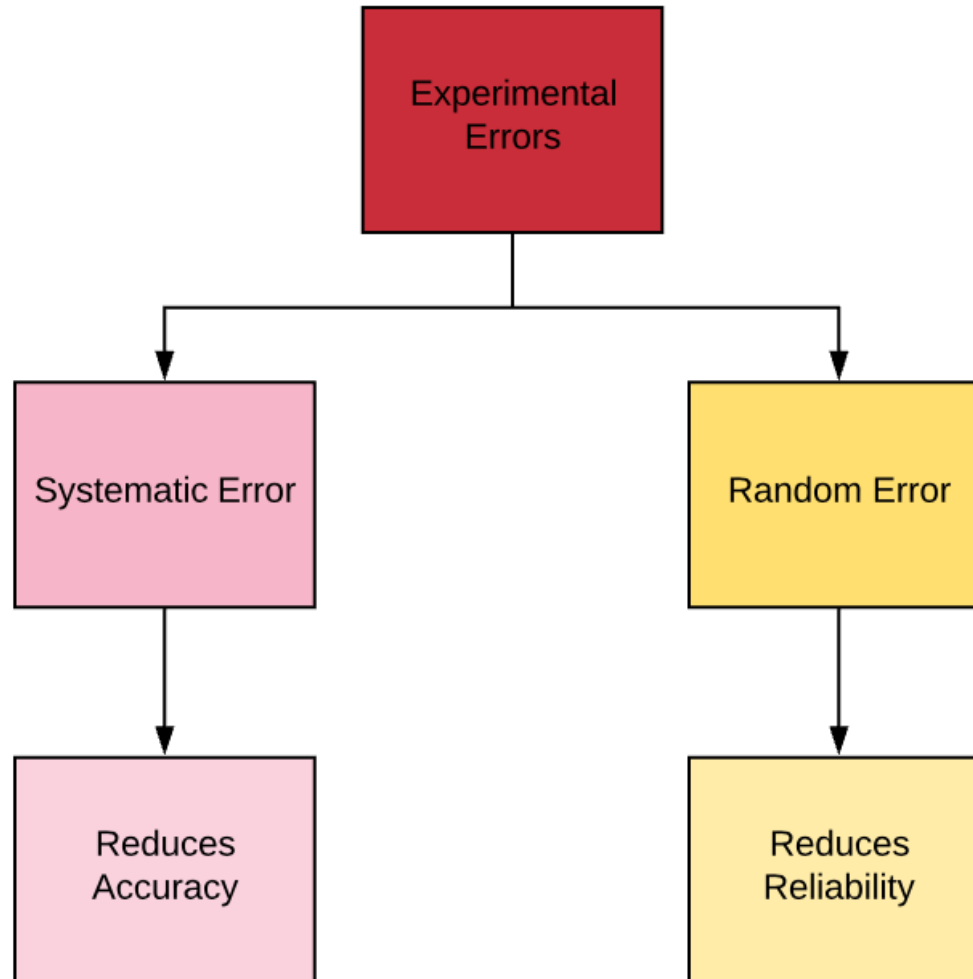 Experimental
Errors
Systematic Error
Random Error
Reduces
Accuracy
Reduces
Reliability